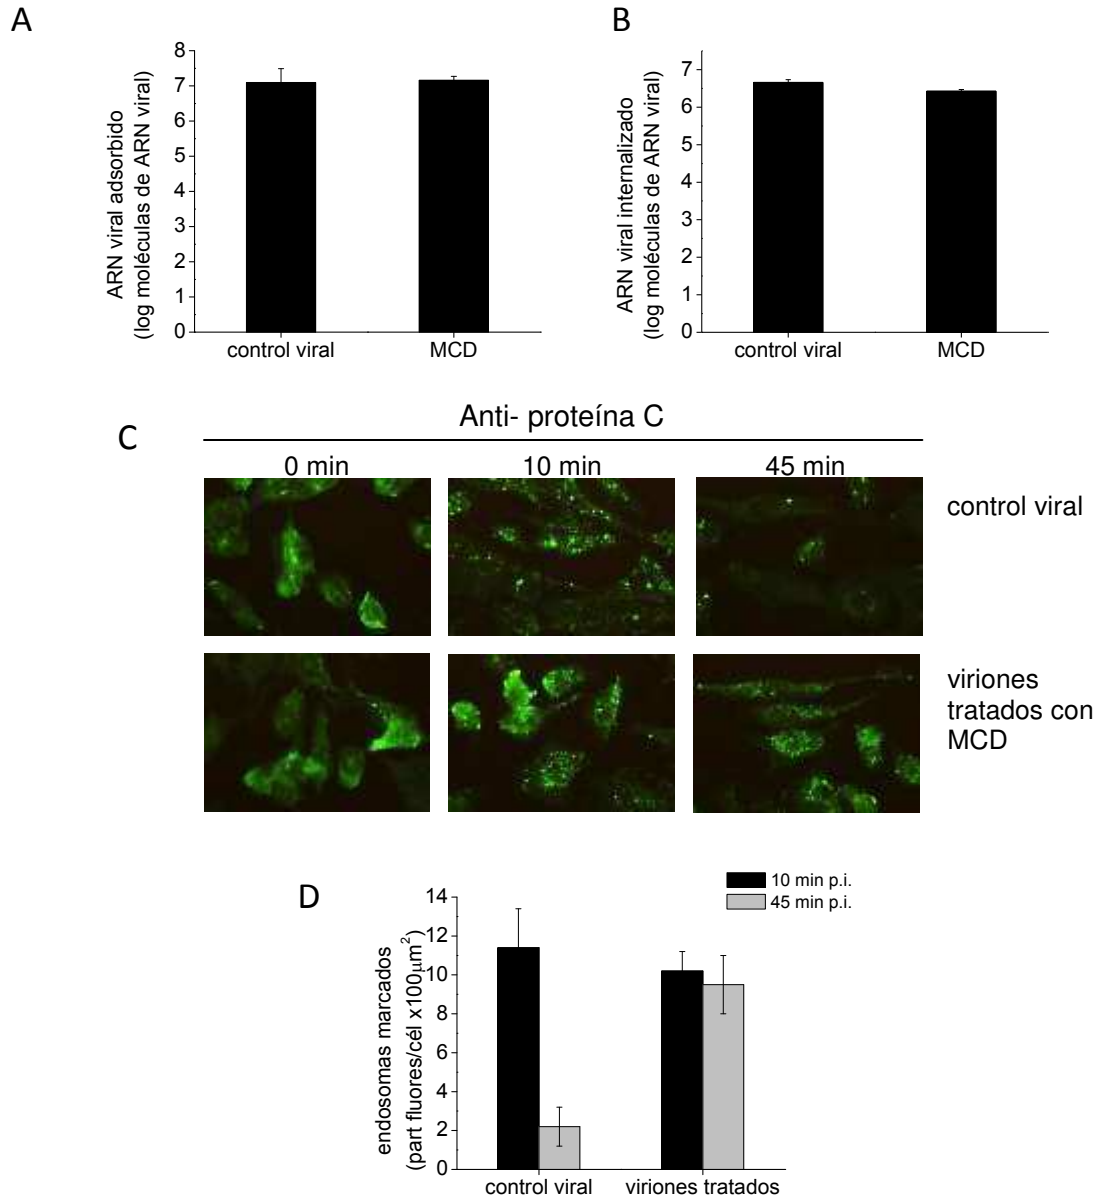 A
ARN viral adsorbido
(log moléculas de ARN viral)
8
7
6
5
4
3
2
1
0
control viral
MCD
B
ARN viral internalizado
(log moléculas de ARN viral)
7
6
5
4
3
2
1
0
control viral
MCD
C
Anti- proteína C
0 min
10 min
45 min
control viral
viriones
tratados con
MCD
D
10 min p.i.
45 min p.i.
endosomas marcados
(part fluores/cél x100µm²)
14
12
10
8
6
4
2
0
control viral
viriones tratados